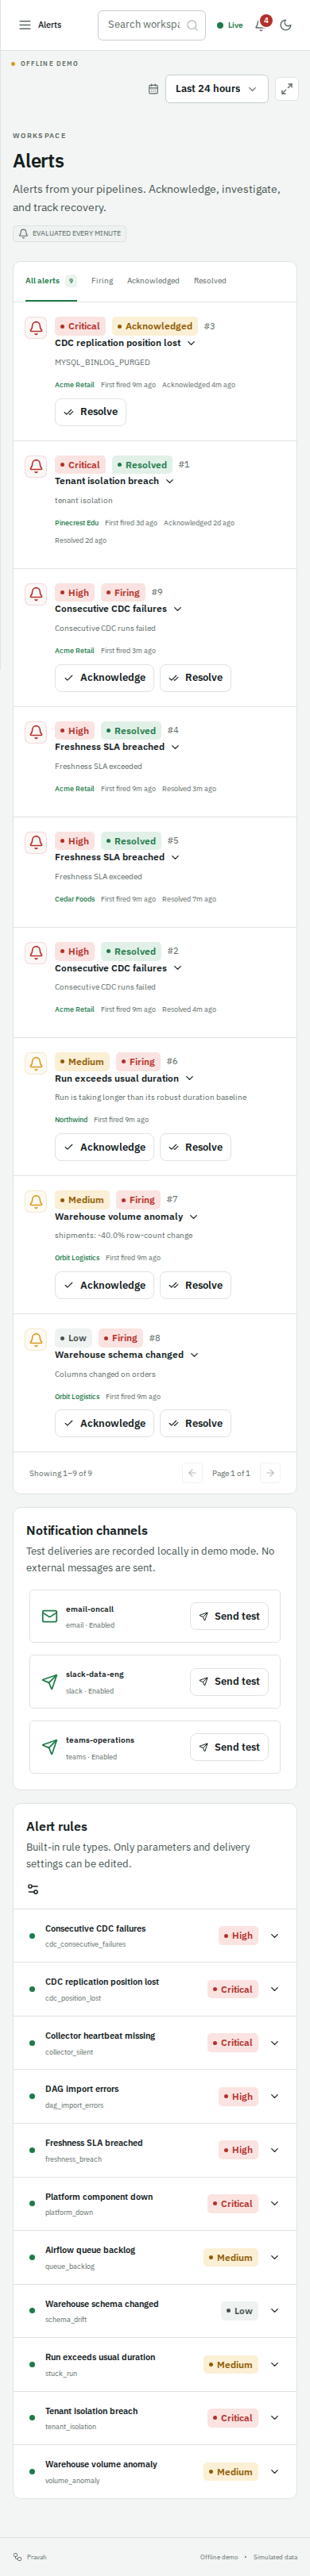 Alerts
Search workspa
Live
4
OFFLINE DEMO
Last 24 hours
WORKSPACE
Alerts
Alerts from your pipelines. Acknowledge, investigate,
and track recovery.
EVALUATED EVERY MINUTE
All alerts 9 Firing Acknowledged Resolved
Critical Acknowledged #3
CDC replication position lost
MYSQL_BINLOG_PURGED
Acme Retail First fired 9m ago Acknowledged 4m ago
Resolve
Critical Resolved #1
Tenant isolation breach
tenant isolation
Pinecrest Edu First fired 3d ago Acknowledged 2d ago
Resolved 2d ago
High Firing #9
Consecutive CDC failures
Consecutive CDC runs failed
Acme Retail First fired 3m ago
Acknowledge Resolve
High Resolved #4
Freshness SLA breached
Freshness SLA exceeded
Acme Retail First fired 9m ago Resolved 3m ago
High Resolved #5
Freshness SLA breached
Freshness SLA exceeded
Cedar Foods First fired 9m ago Resolved 7m ago
High Resolved #2
Consecutive CDC failures
Consecutive CDC runs failed
Acme Retail First fired 9m ago Resolved 4m ago
Medium Firing #6
Run exceeds usual duration
Run is taking longer than its robust duration baseline
Northwind First fired 9m ago
Acknowledge Resolve
Medium Firing #7
Warehouse volume anomaly
shipments: -40.0% row-count change
Orbit Logistics First fired 9m ago
Acknowledge Resolve
Low Firing #8
Warehouse schema changed
Columns changed on orders
Orbit Logistics First fired 9m ago
Acknowledge Resolve
Showing 1–9 of 9 Page 1 of 1
Notification channels
Test deliveries are recorded locally in demo mode. No
external messages are sent.
email-oncall
email · Enabled
Send test
slack-data-eng
slack · Enabled
Send test
teams-operations
teams · Enabled
Send test
Alert rules
Built-in rule types. Only parameters and delivery
settings can be edited.
Consecutive CDC failures
cdc_consecutive_failures
High
CDC replication position lost
cdc_position_lost
Critical
Collector heartbeat missing
collector_silent
Critical
DAG import errors
dag_import_errors
High
Freshness SLA breached
freshness_breach
High
Platform component down
platform_down
Critical
Airflow queue backlog
queue_backlog
Medium
Warehouse schema changed
schema_drift
Low
Run exceeds usual duration
stuck_run
Medium
Tenant isolation breach
tenant_isolation
Critical
Warehouse volume anomaly
volume_anomaly
Medium
Pravah
Offline demo • Simulated data